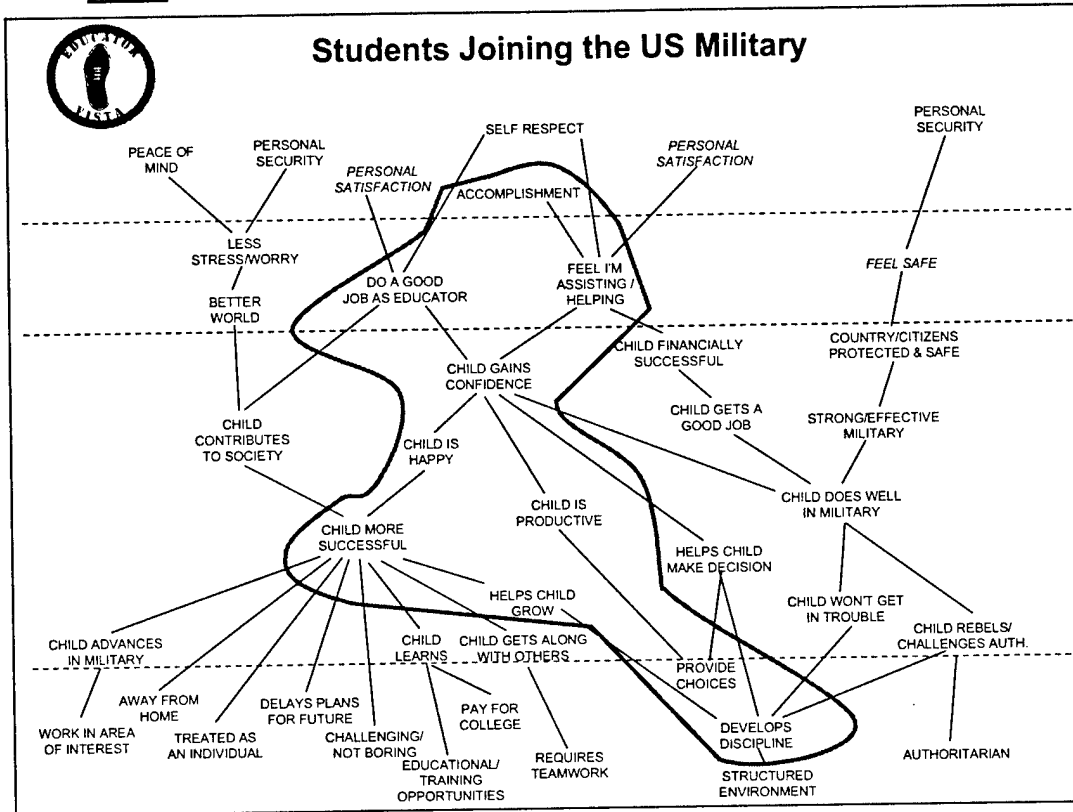 EDUCATOR
VISTA
Students Joining the US Military
PEACE OF
MIND
PERSONAL
SECURITY
PERSONAL
SATISFACTION
SELF RESPECT
ACCOMPLISHMENT
PERSONAL
SATISFACTION
PERSONAL
SECURITY
LESS
STRESS/WORRY
DO A GOOD
JOB AS EDUCATOR
FEEL I'M
ASSISTING /
HELPING
FEEL SAFE
BETTER
WORLD
CHILD GAINS
CONFIDENCE
CHILD FINANCIALLY
SUCCESSFUL
COUNTRY/CITIZENS
PROTECTED & SAFE
CHILD
CONTRIBUTES
TO SOCIETY
CHILD IS
HAPPY
CHILD GETS A
GOOD JOB
STRONG/EFFECTIVE
MILITARY
CHILD MORE
SUCCESSFUL
CHILD IS
PRODUCTIVE
CHILD DOES WELL
IN MILITARY
HELPS CHILD
MAKE DECISION
HELPS CHILD
GROW
CHILD WON'T GET
IN TROUBLE
CHILD REBELS/
CHALLENGES AUTH.
CHILD ADVANCES
IN MILITARY
CHILD
LEARNS
CHILD GETS ALONG
WITH OTHERS
PROVIDE
CHOICES
WORK IN AREA
OF INTEREST
AWAY FROM
HOME
TREATED AS
AN INDIVIDUAL
DELAYS PLANS
FOR FUTURE
CHALLENGING/
NOT BORING
PAY FOR
COLLEGE
EDUCATIONAL/
TRAINING
OPPORTUNITIES
REQUIRES
TEAMWORK
DEVELOPS
DISCIPLINE
STRUCTURED
ENVIRONMENT
AUTHORITARIAN